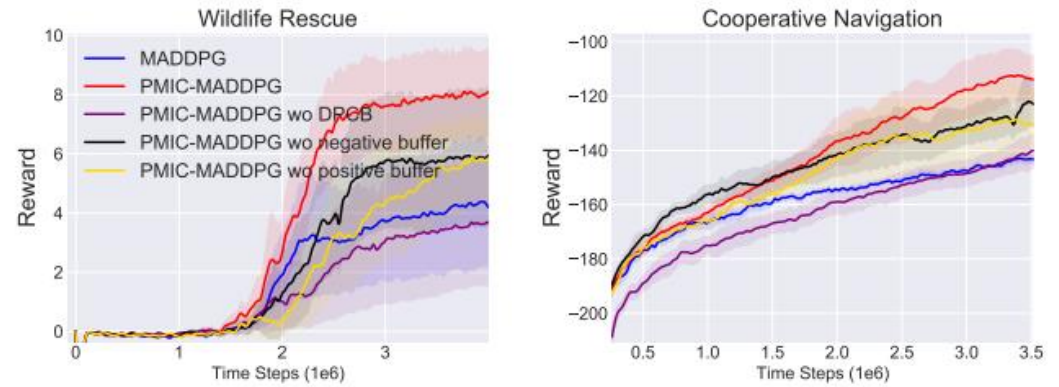 Wildlife Rescue
10
8
6
4
2
0
Reward
MADDPG
PMIC-MADDPG
PMIC-MADDPG wo DRCB
PMIC-MADDPG wo negative buffer
PMIC-MADDPG wo positive buffer
0 1 2 3
Time Steps (1e6)
Cooperative Navigation
−100
−120
−140
−160
−180
−200
Reward
0.5 1.0 1.5 2.0 2.5 3.0 3.5
Time Steps (1e6)